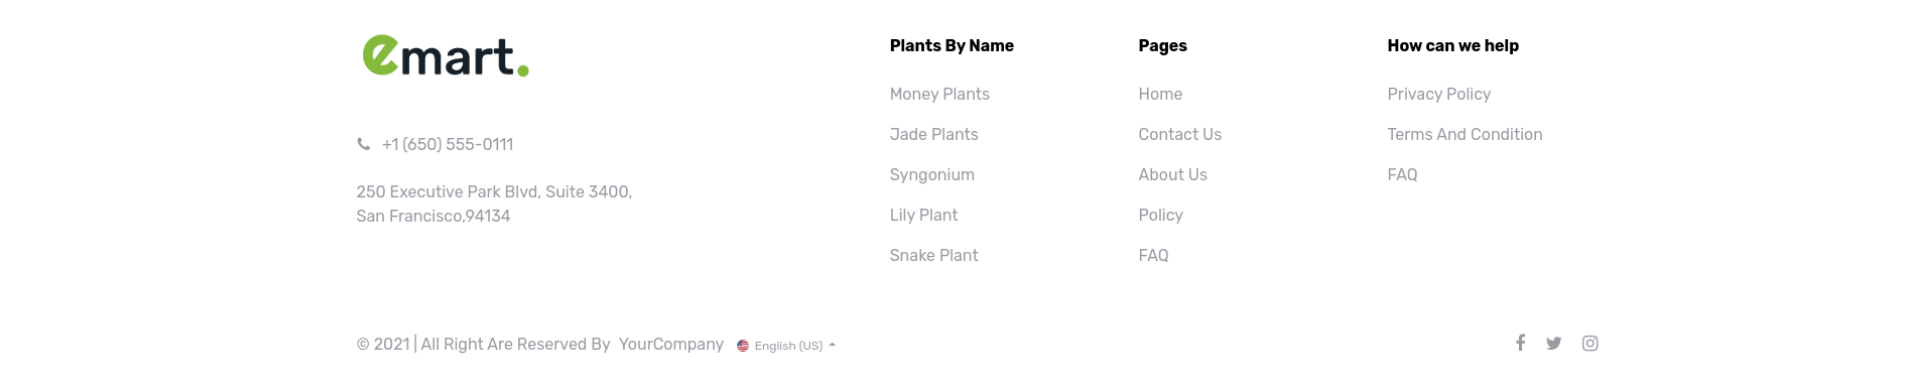 emart.
+1 (650) 555-0111
250 Executive Park Blvd, Suite 3400,
San Francisco,94134
Plants By Name
Money Plants
Jade Plants
Syngonium
Lily Plant
Snake Plant
Pages
Home
Contact Us
About Us
Policy
FAQ
How can we help
Privacy Policy
Terms And Condition
FAQ
© 2021 | All Right Are Reserved By YourCompany English (US)